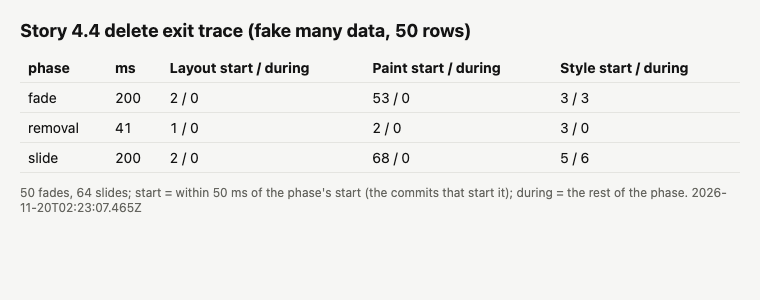 Story 4.4 delete exit trace (fake many data, 50 rows)
phase ms Layout start / during Paint start / during Style start / during
fade 200 2 / 0 53 / 0 3 / 3
removal 41 1 / 0 2 / 0 3 / 0
slide 200 2 / 0 68 / 0 5 / 6
50 fades, 64 slides; start = within 50 ms of the phase's start (the commits that start it); during = the rest of the phase. 2026-
11-20T02:23:07.465Z